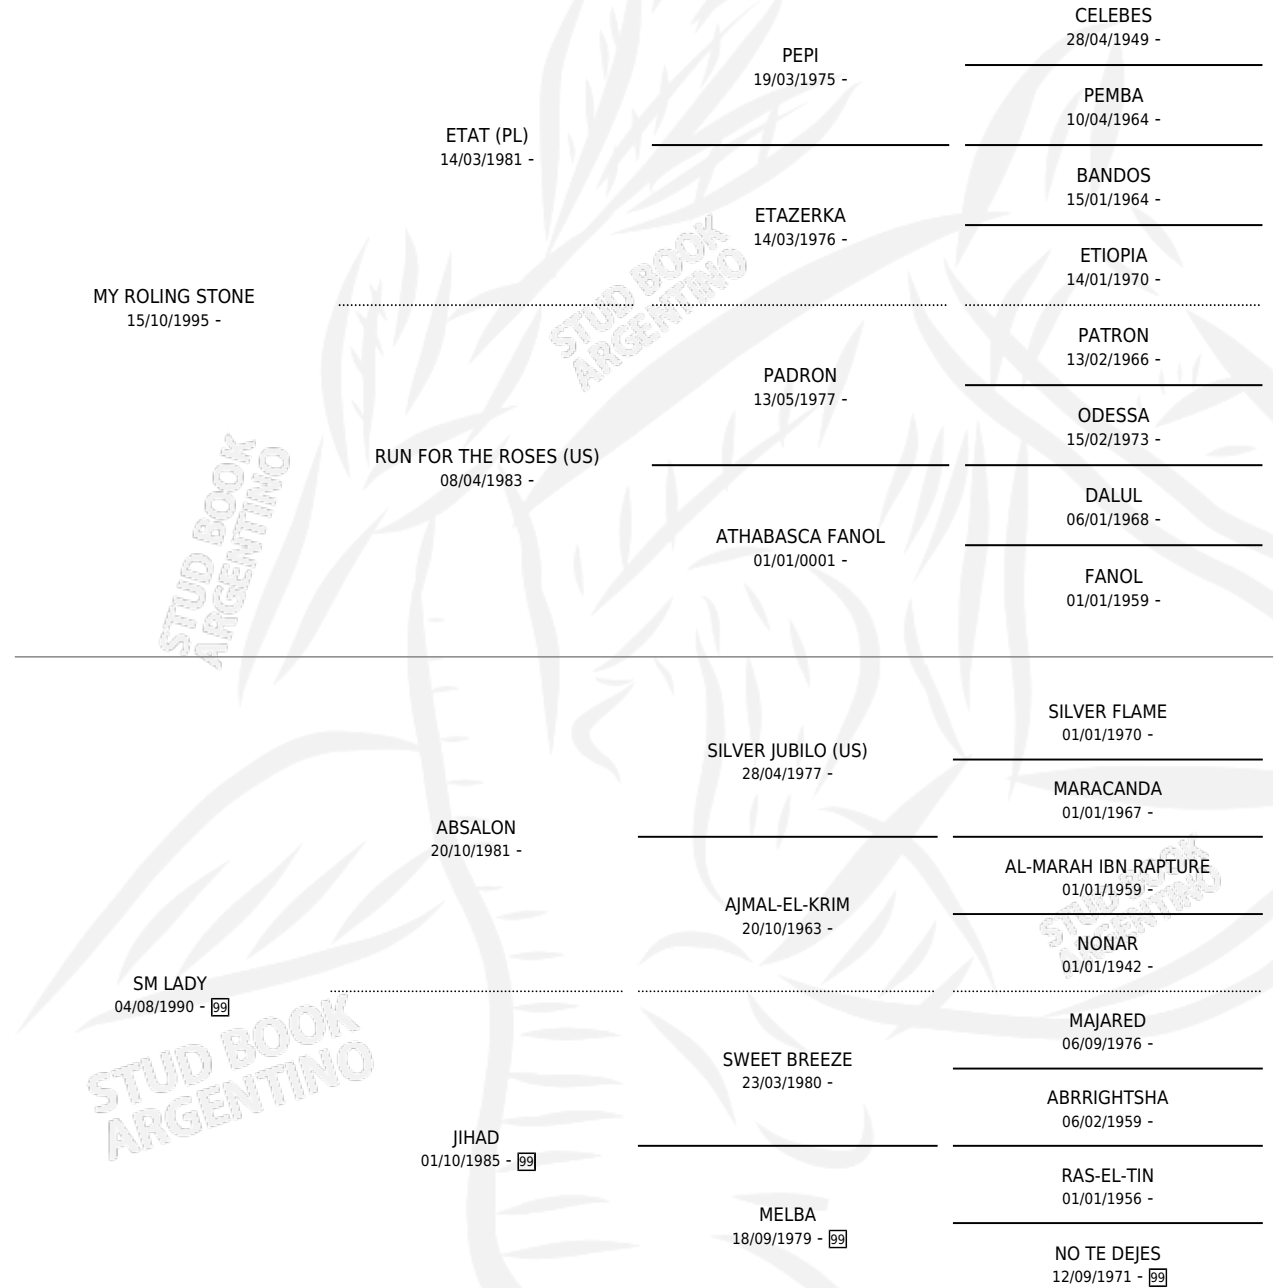 CELEBES
28/04/1949 -
PEPI
19/03/1975 -
PEMBA
10/04/1964 -
ETAT (PL)
14/03/1981 -
BANDOS
15/01/1964 -
ETAZERKA
14/03/1976 -
ETIOPIA
14/01/1970 -
MY ROLING STONE
15/10/1995 -
PATRON
13/02/1966 -
PADRON
13/05/1977 -
ODESSA
15/02/1973 -
RUN FOR THE ROSES (US)
08/04/1983 -
DALUL
06/01/1968 -
ATHABASCA FANOL
01/01/0001 -
FANOL
01/01/1959 -
SILVER FLAME
01/01/1970 -
SILVER JUBILO (US)
28/04/1977 -
MARACANDA
01/01/1967 -
ABSALON
20/10/1981 -
AL-MARAH IBN RAPTURE
01/01/1959 -
AJMAL-EL-KRIM
20/10/1963 -
NONAR
01/01/1942 -
SM LADY
04/08/1990 - 99
MAJARED
06/09/1976 -
SWEET BREEZE
23/03/1980 -
ABRRIGHTSHA
06/02/1959 -
JIHAD
01/10/1985 - 99
RAS-EL-TIN
01/01/1956 -
MELBA
18/09/1979 - 99
NO TE DEJES
12/09/1971 - 99
STUD BOOK
ARGENTINO
STUD BOOK
ARGENTINO
STUD BOOK
ARGENTINO
STUD BOOK
ARGENTINO